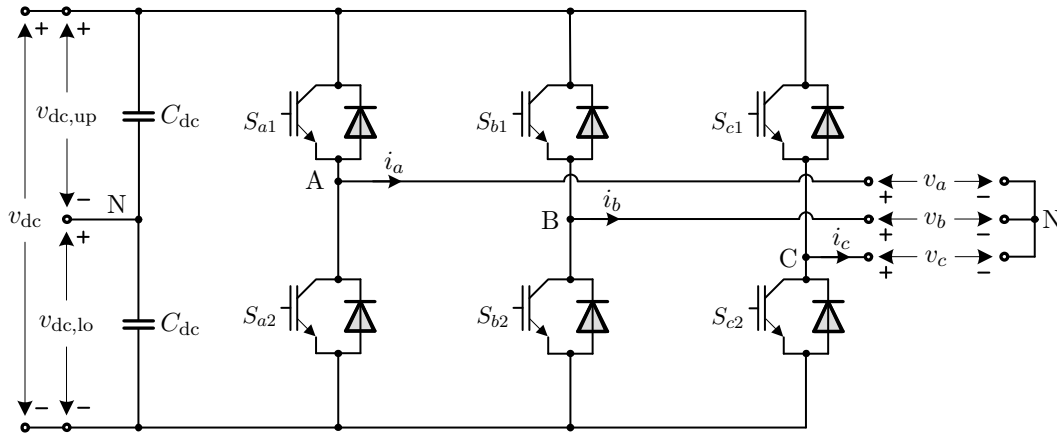 + +
v_dc,up C_dc S_a1 S_b1 S_c1
i_a
A v_a
− + −
N i_b
v_dc B v_b N
+ + −
C i_c v_c
+ −
v_dc,lo C_dc S_a2 S_b2 S_c2
− −